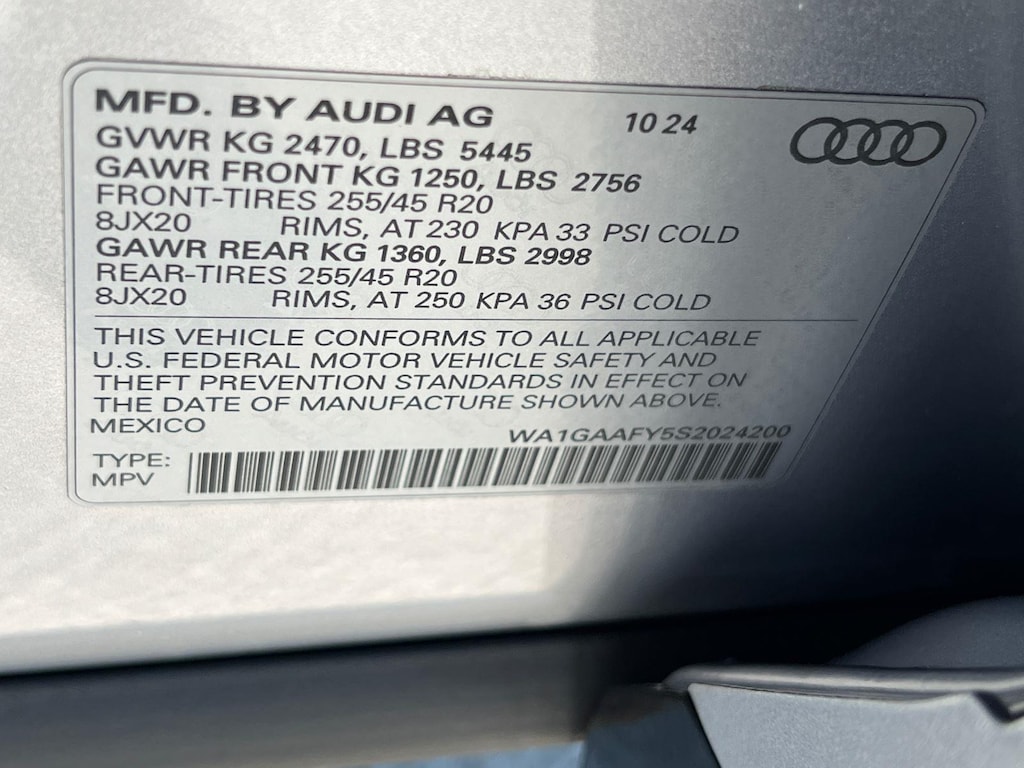 MFD. BY AUDI AG 10 24
GVWR KG 2470, LBS 5445
GAWR FRONT KG 1250, LBS 2756
FRONT-TIRES 255/45 R20
8JX20 RIMS, AT 230 KPA 33 PSI COLD
GAWR REAR KG 1360, LBS 2998
REAR-TIRES 255/45 R20
8JX20 RIMS, AT 250 KPA 36 PSI COLD
THIS VEHICLE CONFORMS TO ALL APPLICABLE
U.S. FEDERAL MOTOR VEHICLE SAFETY AND
THEFT PREVENTION STANDARDS IN EFFECT ON
THE DATE OF MANUFACTURE SHOWN ABOVE.
MEXICO
WA1GAAFY5S2024200
TYPE:
MPV